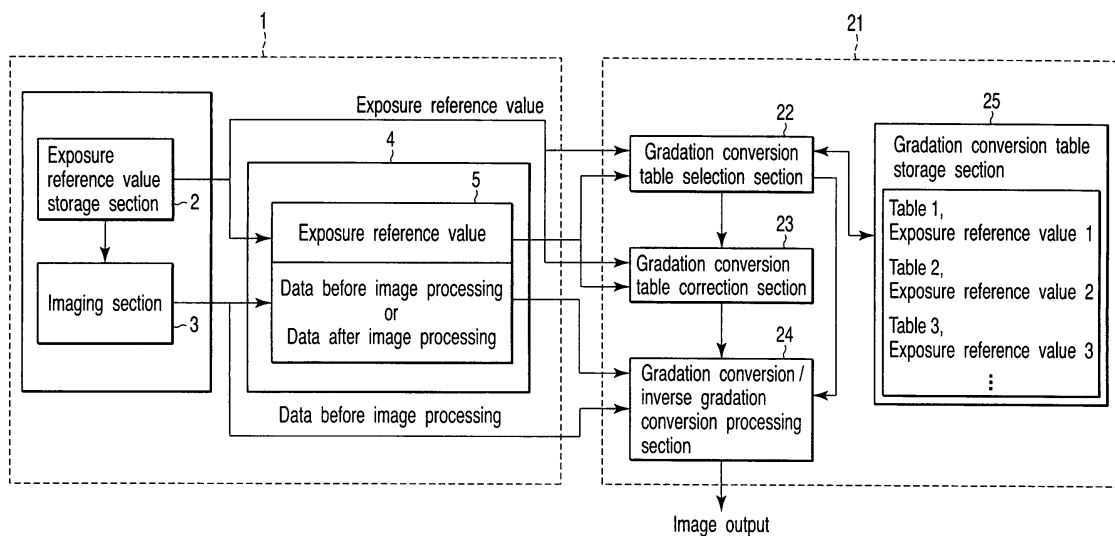 1
21
Exposure reference value
storage section
2
Imaging section
3
Exposure reference value
4
5
Exposure reference value
Data before image processing
or
Data after image processing
Data before image processing
22
Gradation conversion
table selection section
23
Gradation conversion
table correction section
24
Gradation conversion /
inverse gradation
conversion processing
section
Image output
25
Gradation conversion table
storage section
Table 1,
Exposure reference value 1
Table 2,
Exposure reference value 2
Table 3,
Exposure reference value 3
⋮